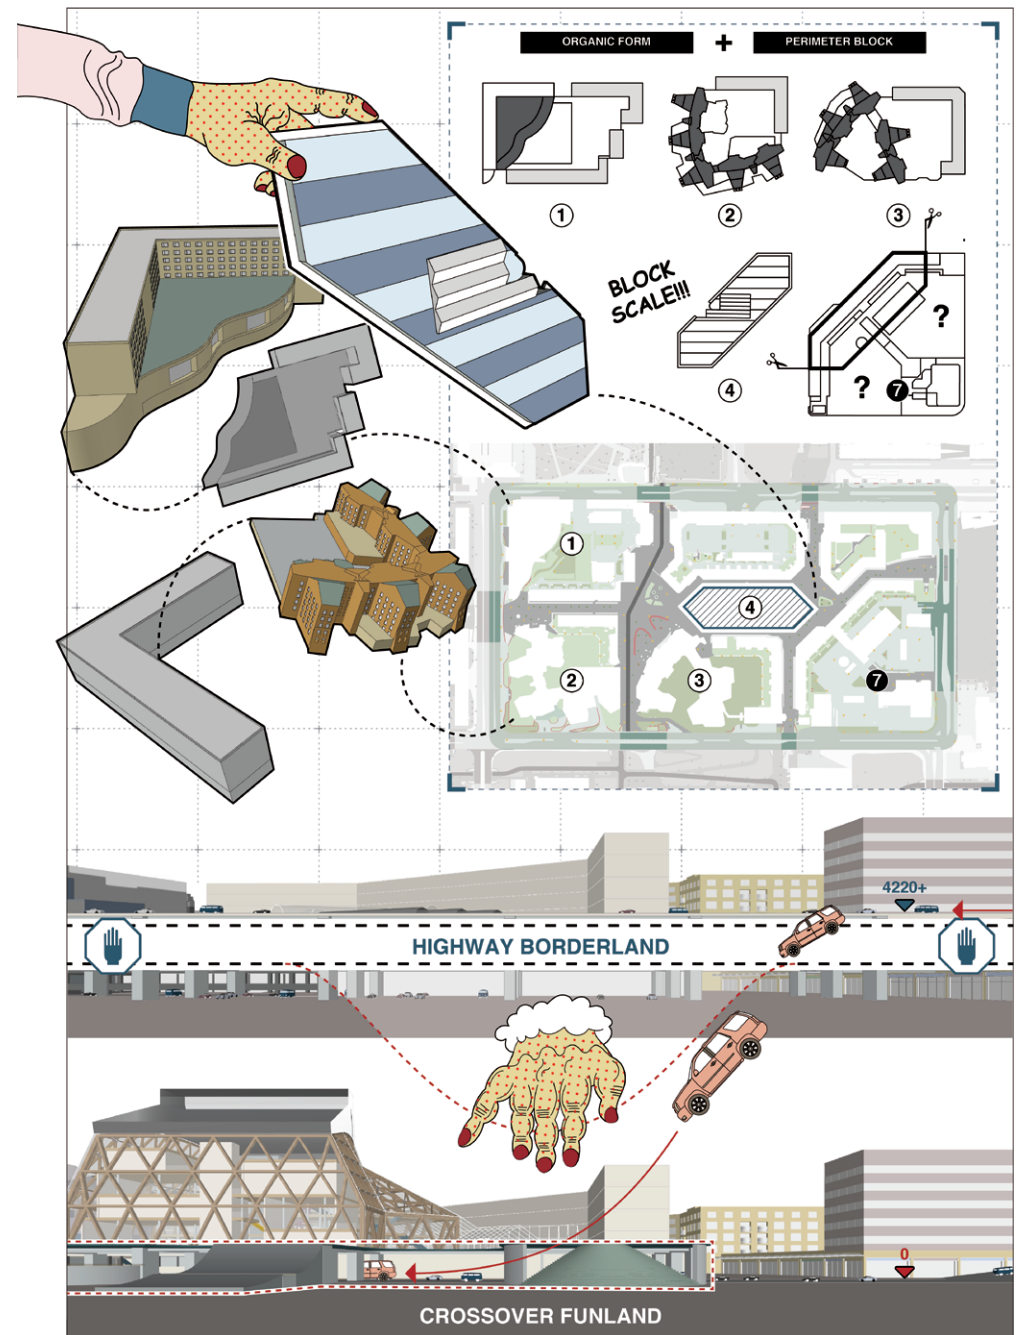 ORGANIC FORM + PERIMETER BLOCK
1
2
3
BLOCK
SCALE!!!
4
?
?
7
1
4
2
3
7
4220+
HIGHWAY BORDERLAND
0
CROSSOVER FUNLAND